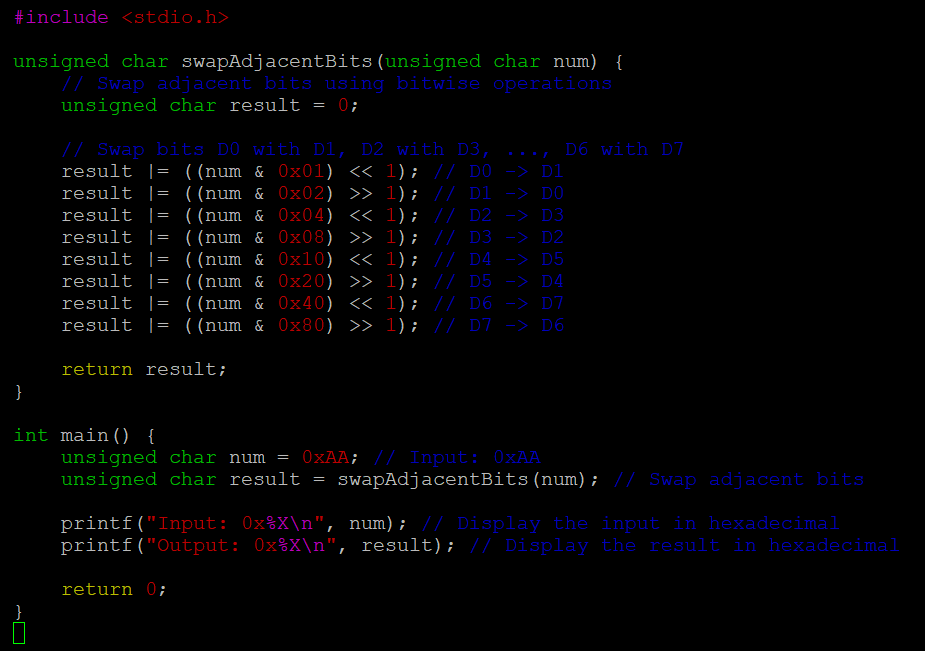 #include <stdio.h>

unsigned char swapAdjacentBits(unsigned char num) {
    // Swap adjacent bits using bitwise operations
    unsigned char result = 0;

    // Swap bits D0 with D1, D2 with D3, ..., D6 with D7
    result |= ((num & 0x01) << 1); // D0 -> D1
    result |= ((num & 0x02) >> 1); // D1 -> D0
    result |= ((num & 0x04) << 1); // D2 -> D3
    result |= ((num & 0x08) >> 1); // D3 -> D2
    result |= ((num & 0x10) << 1); // D4 -> D5
    result |= ((num & 0x20) >> 1); // D5 -> D4
    result |= ((num & 0x40) << 1); // D6 -> D7
    result |= ((num & 0x80) >> 1); // D7 -> D6

    return result;
}

int main() {
    unsigned char num = 0xAA; // Input: 0xAA
    unsigned char result = swapAdjacentBits(num); // Swap adjacent bits

    printf("Input: 0x%X\n", num); // Display the input in hexadecimal
    printf("Output: 0x%X\n", result); // Display the result in hexadecimal

    return 0;
}